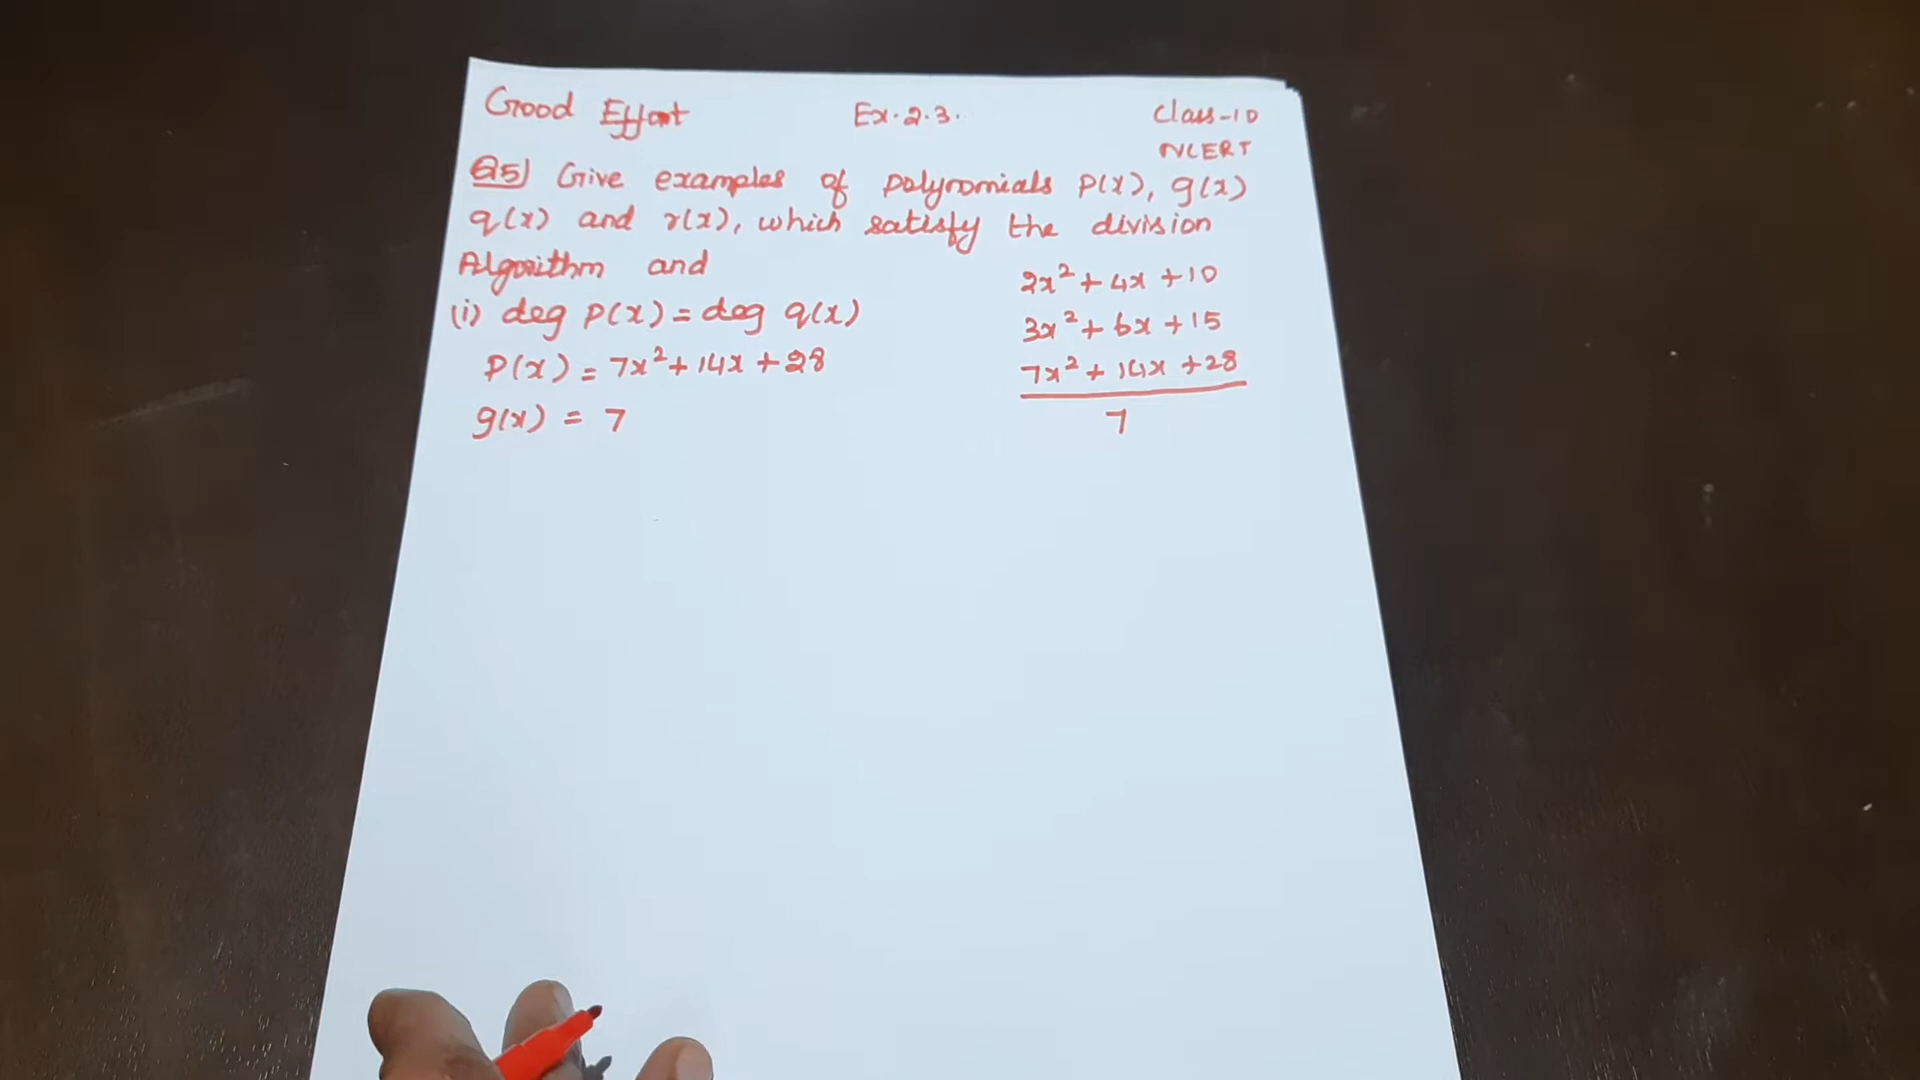 Good Effort Ex.2.3. Class-10
NCERT
Q5) Give examples of polynomials P(x), g(x)
q(x) and r(x), which satisfy the division
Algorithm and
(i) deg P(x) = deg q(x)
P(x) = 7x² + 14x + 28
g(x) = 7
2x² + 4x + 10
3x² + 6x + 15
7x² + 14x + 28
7